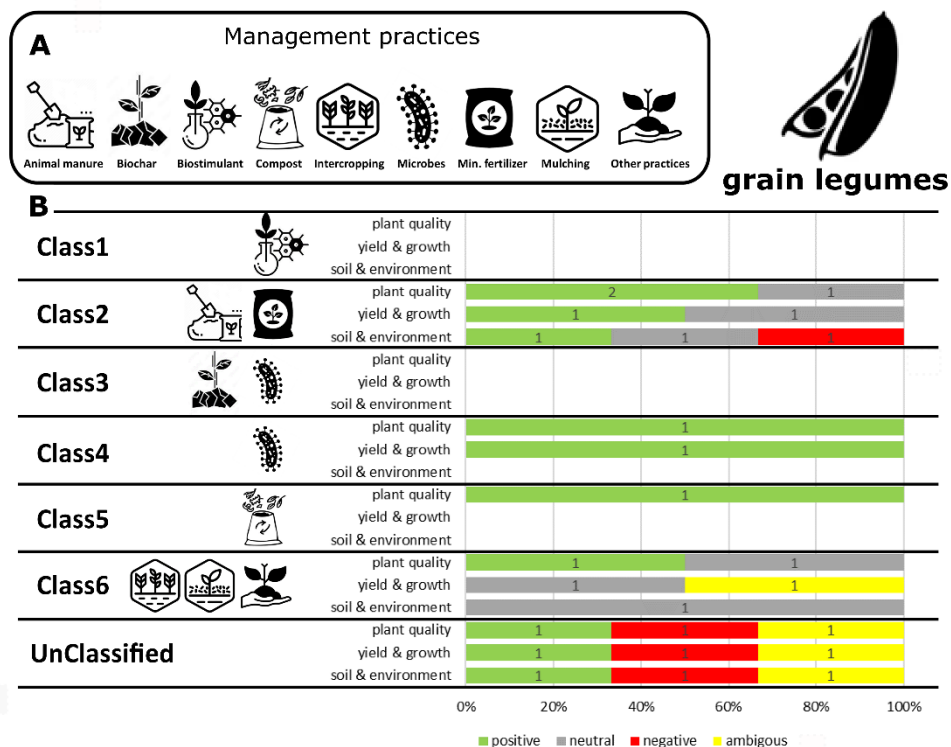 A
Management practices
Animal manure Biochar Biostimulant Compost Intercropping Microbes Min. fertilizer Mulching Other practices
grain legumes
B
Class1
plant quality
yield & growth
soil & environment
Class2
plant quality 2 1
yield & growth 1 1
soil & environment 1 1 1
Class3
plant quality
yield & growth
soil & environment
Class4
plant quality 1
yield & growth 1
soil & environment
Class5
plant quality 1
yield & growth
soil & environment
Class6
plant quality 1 1
yield & growth 1 1
soil & environment 1
UnClassified
plant quality 1 1 1
yield & growth 1 1 1
soil & environment 1 1 1
0% 20% 40% 60% 80% 100%
positive neutral negative ambigous